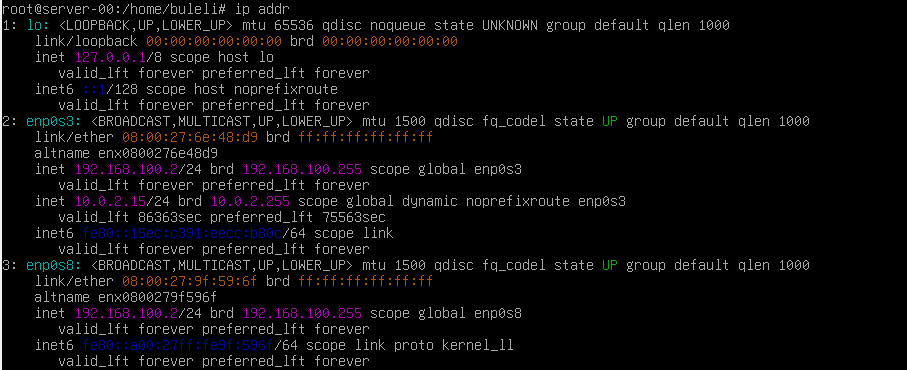 root@server-00:/home/buleli# ip addr
1: lo: <LOOPBACK,UP,LOWER_UP> mtu 65536 qdisc noqueue state UNKNOWN group default qlen 1000
    link/loopback 00:00:00:00:00:00 brd 00:00:00:00:00:00
    inet 127.0.0.1/8 scope host lo
       valid_lft forever preferred_lft forever
    inet6 ::1/128 scope host noprefixroute
       valid_lft forever preferred_lft forever
2: enp0s3: <BROADCAST,MULTICAST,UP,LOWER_UP> mtu 1500 qdisc fq_codel state UP group default qlen 1000
    link/ether 08:00:27:6e:48:d9 brd ff:ff:ff:ff:ff:ff
    altname enx0800276e48d9
    inet 192.168.100.2/24 brd 192.168.100.255 scope global enp0s3
       valid_lft forever preferred_lft forever
    inet 10.0.2.15/24 brd 10.0.2.255 scope global dynamic noprefixroute enp0s3
       valid_lft 86363sec preferred_lft 75563sec
    inet6 /64 scope link
       valid_lft forever preferred_lft forever
3: enp0s8: <BROADCAST,MULTICAST,UP,LOWER_UP> mtu 1500 qdisc fq_codel state UP group default qlen 1000
    link/ether 08:00:27:9f:59:6f brd ff:ff:ff:ff:ff:ff
    altname enx0800279f596f
    inet 192.168.100.2/24 brd 192.168.100.255 scope global enp0s8
       valid_lft forever preferred_lft forever
    inet6 fe80::a00:27ff:fe9f:596f/64 scope link proto kernel_ll
       valid_lft forever preferred_lft forever